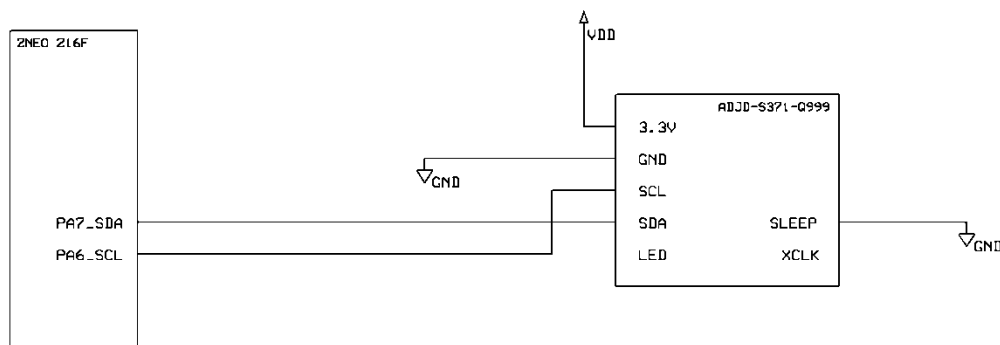 ZNEO Z16F
VDD
ADJD-S371-Q999
3.3V
GND
GND
SCL
PA7_SDA
SDA
SLEEP
GND
PA6_SCL
LED
XCLK